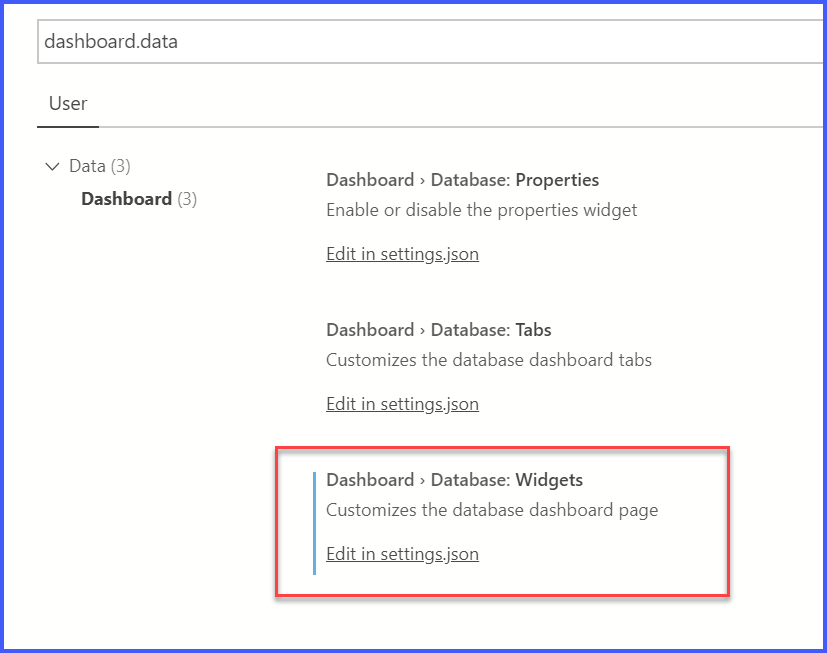 dashboard.data
User
Data (3)
Dashboard (3)
Dashboard › Database: Properties
Enable or disable the properties widget
Edit in settings.json
Dashboard › Database: Tabs
Customizes the database dashboard tabs
Edit in settings.json
Dashboard › Database: Widgets
Customizes the database dashboard page
Edit in settings.json